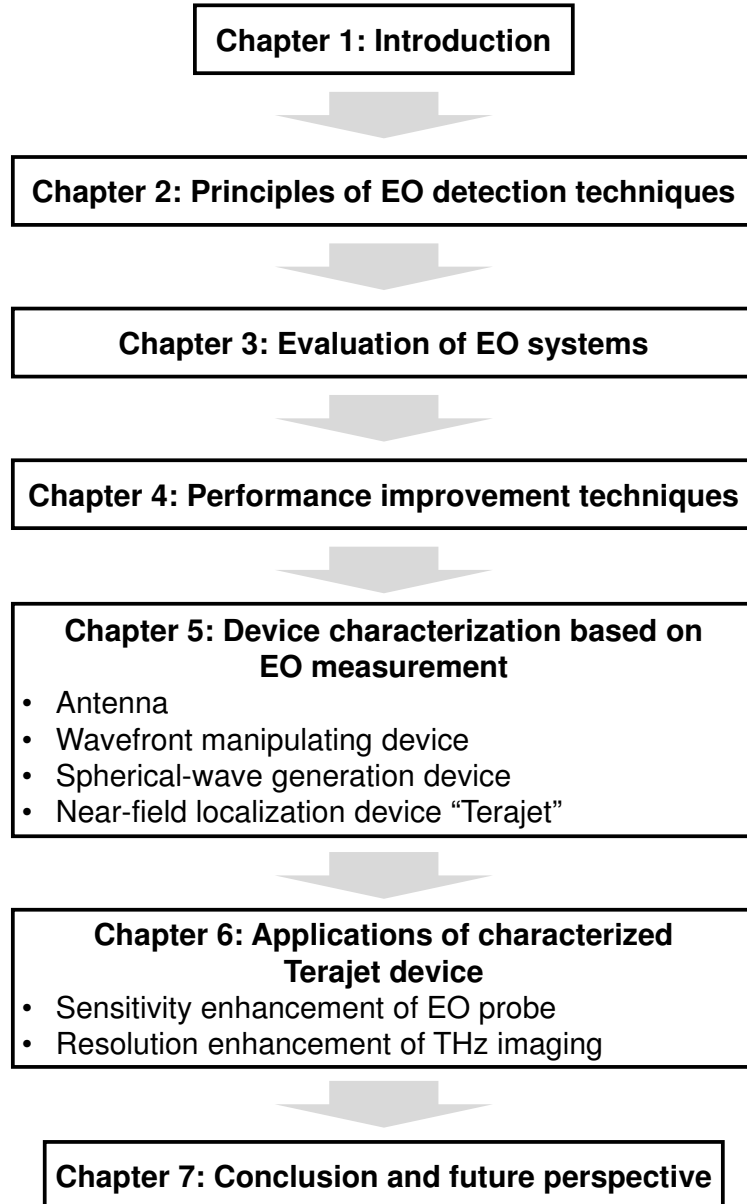 Chapter 1: Introduction
Chapter 2: Principles of EO detection techniques
Chapter 3: Evaluation of EO systems
Chapter 4: Performance improvement techniques
Chapter 5: Device characterization based on
EO measurement
• Antenna
• Wavefront manipulating device
• Spherical-wave generation device
• Near-field localization device “Terajet”
Chapter 6: Applications of characterized
Terajet device
• Sensitivity enhancement of EO probe
• Resolution enhancement of THz imaging
Chapter 7: Conclusion and future perspective